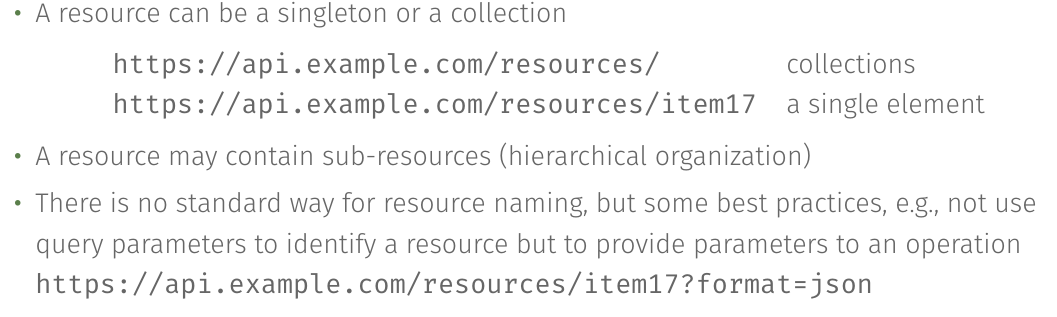 • A resource can be a singleton or a collection
https://api.example.com/resources/ collections
https://api.example.com/resources/item17 a single element
• A resource may contain sub-resources (hierarchical organization)
• There is no standard way for resource naming, but some best practices, e.g., not use
query parameters to identify a resource but to provide parameters to an operation
https://api.example.com/resources/item17?format=json